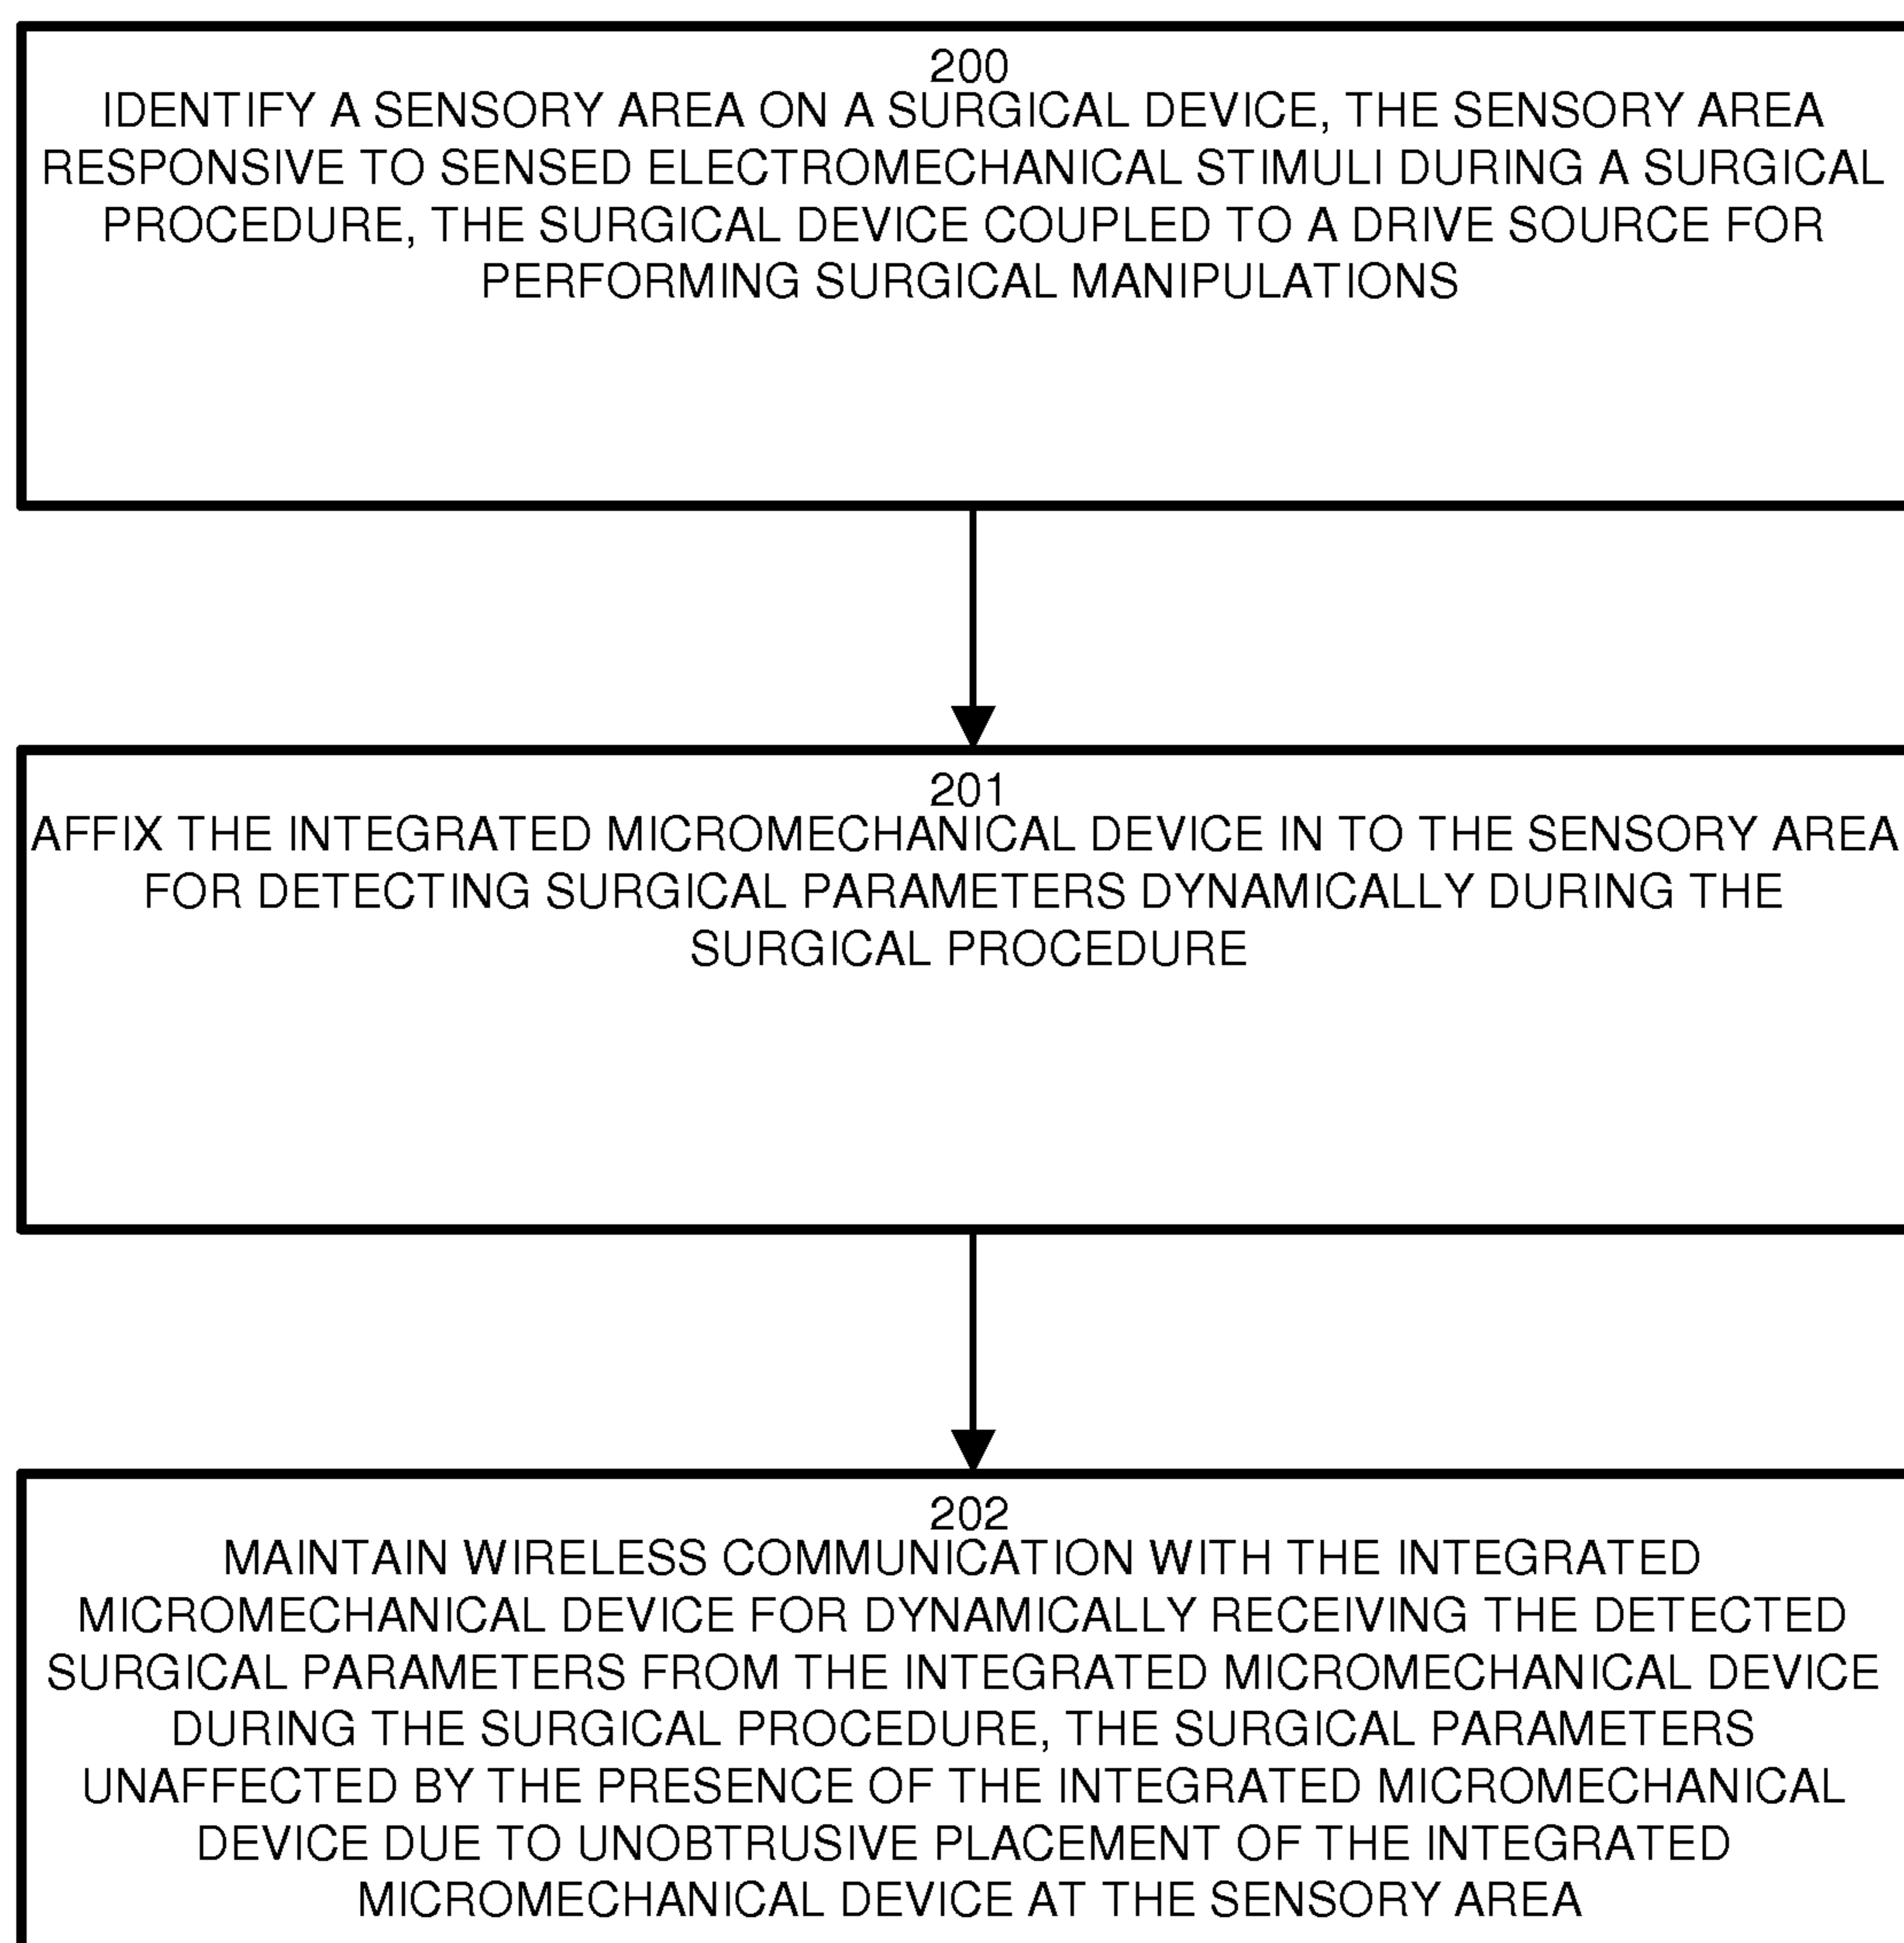 200
IDENTIFY A SENSORY AREA ON A SURGICAL DEVICE, THE SENSORY AREA
RESPONSIVE TO SENSED ELECTROMECHANICAL STIMULI DURING A SURGICAL
PROCEDURE, THE SURGICAL DEVICE COUPLED TO A DRIVE SOURCE FOR
PERFORMING SURGICAL MANIPULATIONS
201
AFFIX THE INTEGRATED MICROMECHANICAL DEVICE IN TO THE SENSORY AREA
FOR DETECTING SURGICAL PARAMETERS DYNAMICALLY DURING THE
SURGICAL PROCEDURE
202
MAINTAIN WIRELESS COMMUNICATION WITH THE INTEGRATED
MICROMECHANICAL DEVICE FOR DYNAMICALLY RECEIVING THE DETECTED
SURGICAL PARAMETERS FROM THE INTEGRATED MICROMECHANICAL DEVICE
DURING THE SURGICAL PROCEDURE, THE SURGICAL PARAMETERS
UNAFFECTED BY THE PRESENCE OF THE INTEGRATED MICROMECHANICAL
DEVICE DUE TO UNOBTRUSIVE PLACEMENT OF THE INTEGRATED
MICROMECHANICAL DEVICE AT THE SENSORY AREA